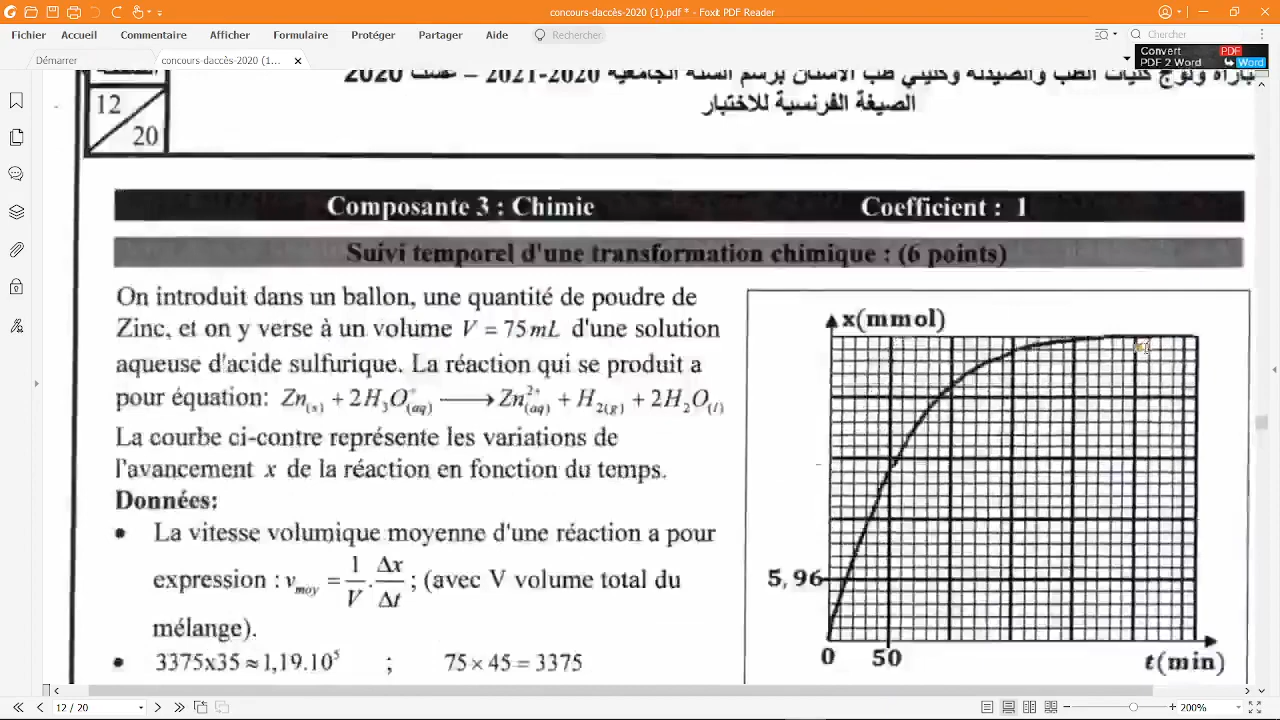 concours-daccès-2020 (1).pdf * - Foxit PDF Reader
Fichier Accueil Commentaire Afficher Formulaire Protéger Partager Aide Rechercher Chercher
Démarrer concours-daccès-2020 (1... ×
Convert PDF
PDF 2 Word Word
2020 – 2021-2020 الجامعية السنة برسم
الصيغة الفرنسية للاختبار
12
20
Composante 3 : Chimie Coefficient : 1
Suivi temporel d'une transformation chimique : (6 points)
On introduit dans un ballon, une quantité de poudre de
Zinc, et on y verse à un volume V = 75mL d'une solution
aqueuse d'acide sulfurique. La réaction qui se produit a
pour équation: Zn(s) + 2H₃O⁺(aq) ⟶ Zn²⁺(aq) + H₂(g) + 2H₂O(l)
La courbe ci-contre représente les variations de
l'avancement x de la réaction en fonction du temps.
Données:
• La vitesse volumique moyenne d'une réaction a pour
expression : vmoy = 1/V . Δx/Δt ; (avec V volume total du
mélange).
• 3375x35 ≈ 1,19.10⁵ ; 75 × 45 = 3375
x(mmol)
5,96
0 50 t(min)
12 / 20
200%